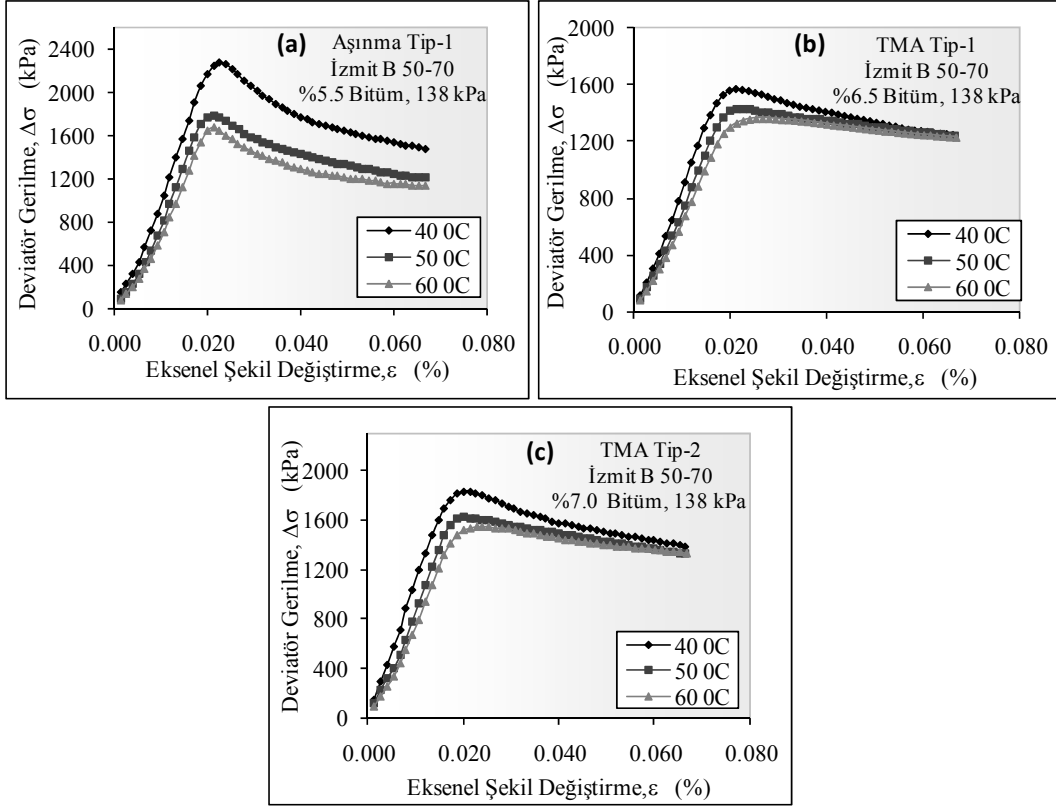 (a)
Aşınma Tip-1
İzmit B 50-70
%5.5 Bitüm, 138 kPa
Deviatör Gerilme, Δσ (kPa)
2400
2000
1600
1200
800
400
0
40 0C
50 0C
60 0C
0.000 0.020 0.040 0.060 0.080
Eksenel Şekil Değiştirme,ε (%)
(b)
TMA Tip-1
İzmit B 50-70
%6.5 Bitüm, 138 kPa
Deviatör Gerilme, Δσ (kPa)
2000
1600
1200
800
400
0
40 0C
50 0C
60 0C
0.000 0.020 0.040 0.060 0.080
Eksenel Şekil Değiştirme,ε (%)
(c)
TMA Tip-2
İzmit B 50-70
%7.0 Bitüm, 138 kPa
Deviatör Gerilme, Δσ (kPa)
2000
1600
1200
800
400
0
40 0C
50 0C
60 0C
0.000 0.020 0.040 0.060 0.080
Eksenel Şekil Değiştirme,ε (%)